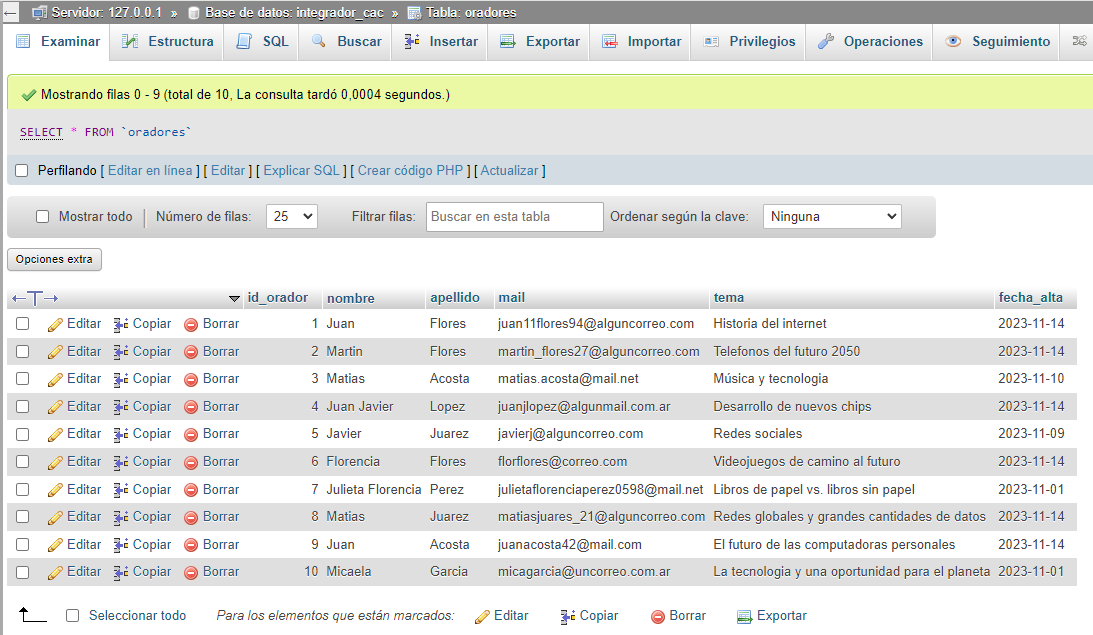 Servidor: 127.0.0.1 » Base de datos: integrador_cac » Tabla: oradores
Examinar Estructura SQL Buscar Insertar Exportar Importar Privilegios Operaciones Seguimiento
Mostrando filas 0 - 9 (total de 10, La consulta tardó 0,0004 segundos.)
SELECT * FROM `oradores`
Perfilando [ Editar en línea ] [ Editar ] [ Explicar SQL ] [ Crear código PHP ] [ Actualizar ]
Mostrar todo Número de filas: 25 Filtrar filas: Buscar en esta tabla Ordenar según la clave: Ninguna
Opciones extra
←T→ id_orador nombre apellido mail tema fecha_alta
Editar Copiar Borrar 1 Juan Flores juan11flores94@alguncorreo.com Historia del internet 2023-11-14
Editar Copiar Borrar 2 Martin Flores martin_flores27@alguncorreo.com Telefonos del futuro 2050 2023-11-14
Editar Copiar Borrar 3 Matias Acosta matias.acosta@mail.net Música y tecnologia 2023-11-10
Editar Copiar Borrar 4 Juan Javier Lopez juanjlopez@algunmail.com.ar Desarrollo de nuevos chips 2023-11-14
Editar Copiar Borrar 5 Javier Juarez javierj@alguncorreo.com Redes sociales 2023-11-09
Editar Copiar Borrar 6 Florencia Flores florflores@correo.com Videojuegos de camino al futuro 2023-11-14
Editar Copiar Borrar 7 Julieta Florencia Perez julietaflorenciaperez0598@mail.net Libros de papel vs. libros sin papel 2023-11-01
Editar Copiar Borrar 8 Matias Juarez matiasjuares_21@alguncorreo.com Redes globales y grandes cantidades de datos 2023-11-14
Editar Copiar Borrar 9 Juan Acosta juanacosta42@mail.com El futuro de las computadoras personales 2023-11-14
Editar Copiar Borrar 10 Micaela Garcia micagarcia@uncorreo.com.ar La tecnologia y una oportunidad para el planeta 2023-11-01
Seleccionar todo Para los elementos que están marcados: Editar Copiar Borrar Exportar